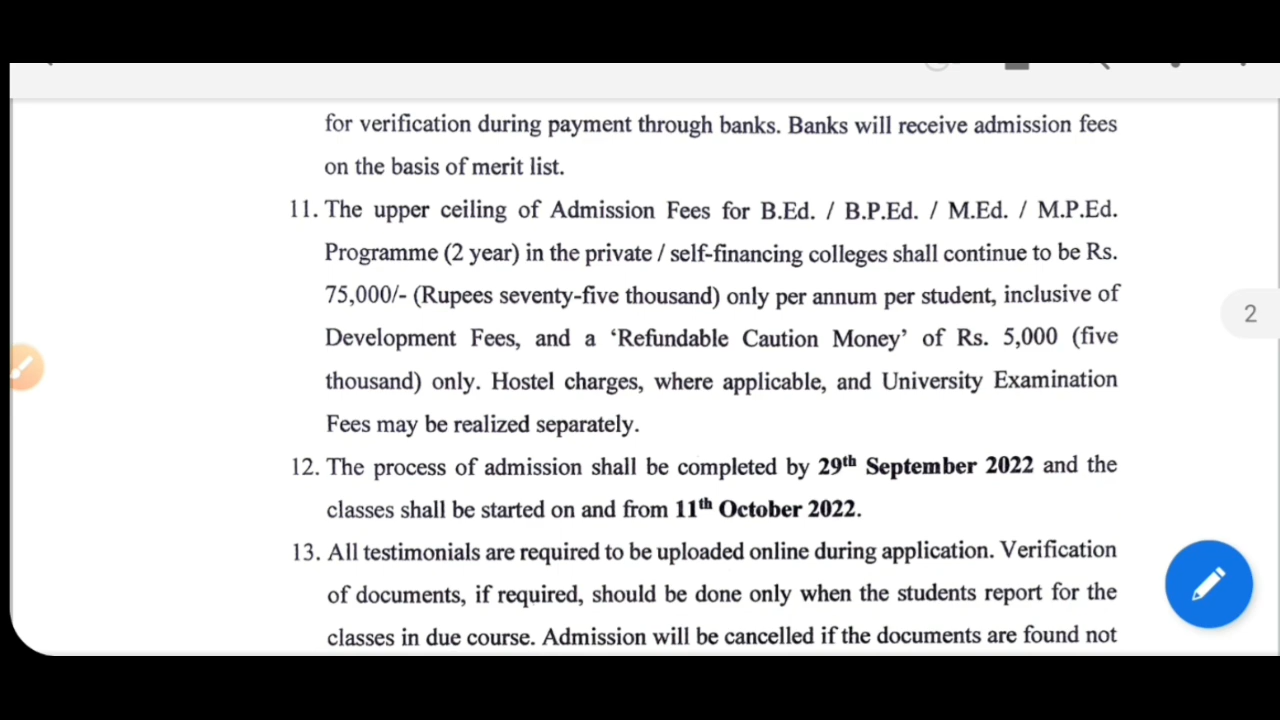 for verification during payment through banks. Banks will receive admission fees
on the basis of merit list.
11. The upper ceiling of Admission Fees for B.Ed. / B.P.Ed. / M.Ed. / M.P.Ed.
Programme (2 year) in the private / self-financing colleges shall continue to be Rs.
75,000/- (Rupees seventy-five thousand) only per annum per student, inclusive of
Development Fees, and a ‘Refundable Caution Money’ of Rs. 5,000 (five
thousand) only. Hostel charges, where applicable, and University Examination
Fees may be realized separately.
12. The process of admission shall be completed by 29th September 2022 and the
classes shall be started on and from 11th October 2022.
13. All testimonials are required to be uploaded online during application. Verification
of documents, if required, should be done only when the students report for the
classes in due course. Admission will be cancelled if the documents are found not
2